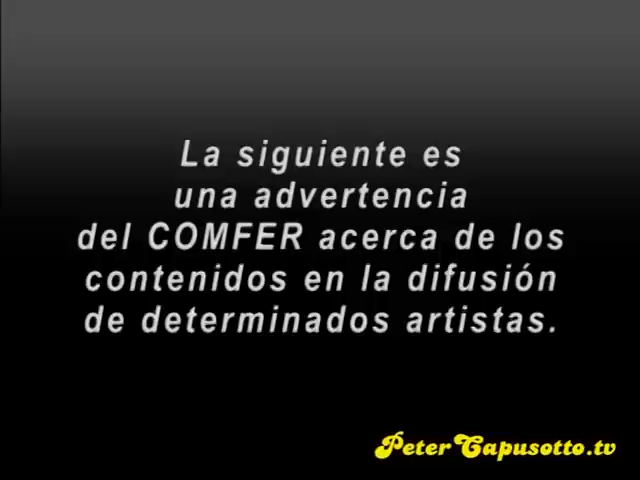 La siguiente es
una advertencia
del COMFER acerca de los
contenidos en la difusión
de determinados artistas.
PeterCapusotto.tv